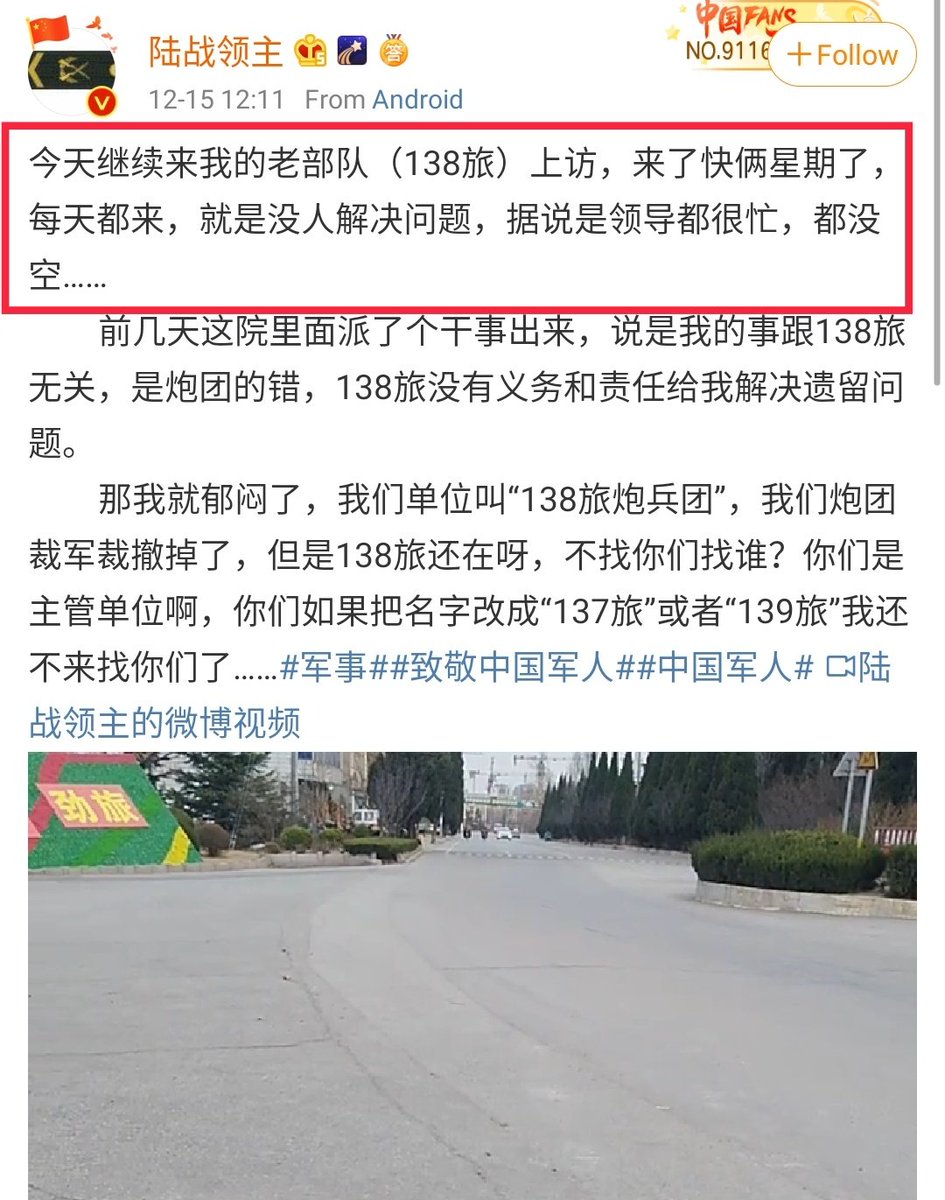 中国FANS
陆战领主
NO.9116
+Follow
答
V
12-15 12:11 From Android
今天继续来我的老部队（138旅）上访，来了快俩星期了，
每天都来，就是没人解决问题，据说是领导都很忙，都没
空……
前几天这院里面派了个干事出来，说是我的事跟138旅
无关，是炮团的错，138旅没有义务和责任给我解决遗留问
题。
那我就郁闷了，我们单位叫“138旅炮兵团”，我们炮团
裁军裁撤掉了，但是138旅还在呀，不找你们找谁？你们是
主管单位啊，你们如果把名字改成“137旅”或者“139旅”我还
不来找你们了……#军事##致敬中国军人##中国军人# 陆
战领主的微博视频
劲旅